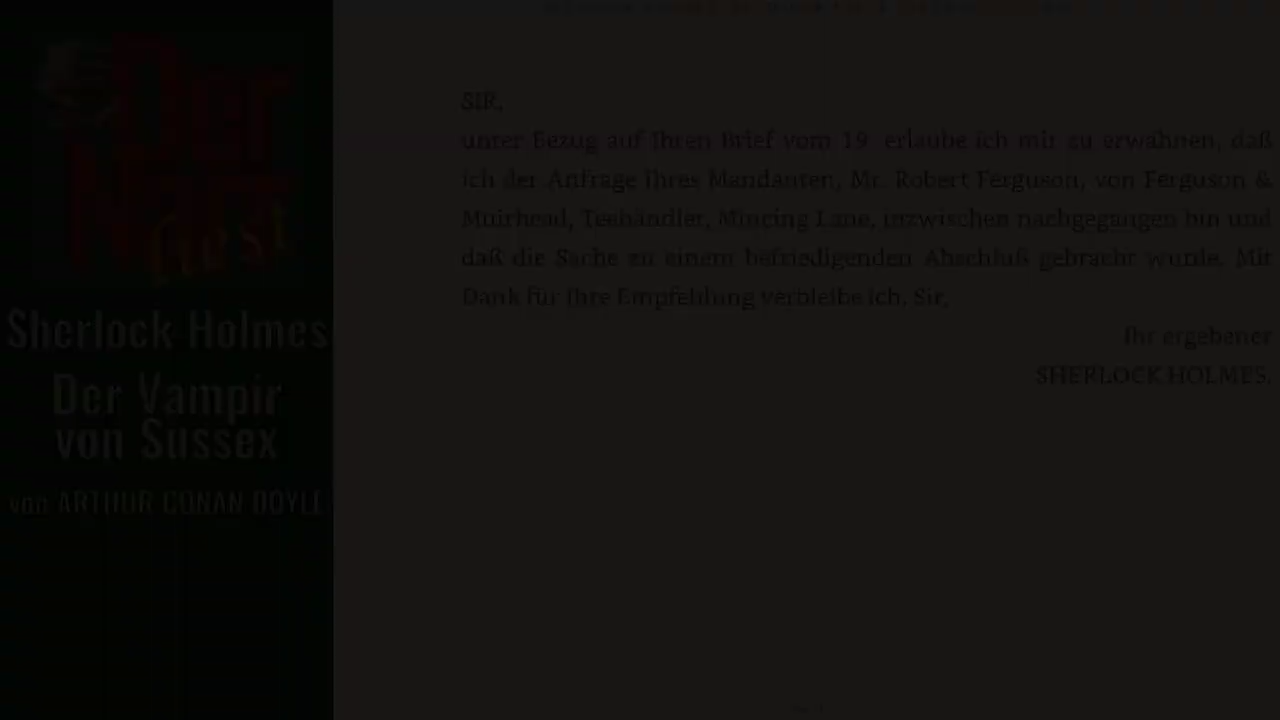 Der
Narr
liest
Sherlock Holmes
Der Vampir
von Sussex
von ARTHUR CONAN DOYLE
SIR,
unter Bezug auf Ihren Brief vom 19. erlaube ich mir zu erwähnen, daß
ich der Anfrage Ihres Mandanten, Mr. Robert Ferguson, von Ferguson &
Muirhead, Teehändler, Mincing Lane, inzwischen nachgegangen bin und
daß die Sache zu einem befriedigenden Abschluß gebracht wurde. Mit
Dank für Ihre Empfehlung verbleibe ich, Sir,
Ihr ergebener
SHERLOCK HOLMES.